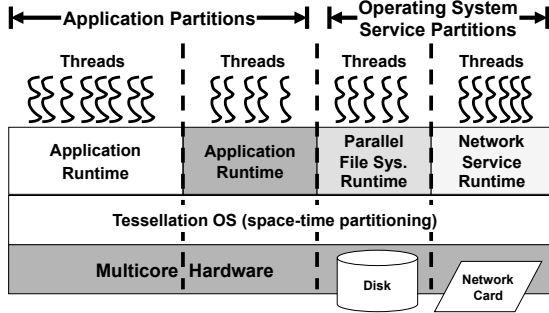 Application Partitions
Operating System
Service Partitions
Threads
Threads
Threads
Threads
Application
Runtime
Application
Runtime
Parallel
File Sys.
Runtime
Network
Service
Runtime
Tessellation OS (space-time partitioning)
Multicore Hardware
Disk
Network
Card